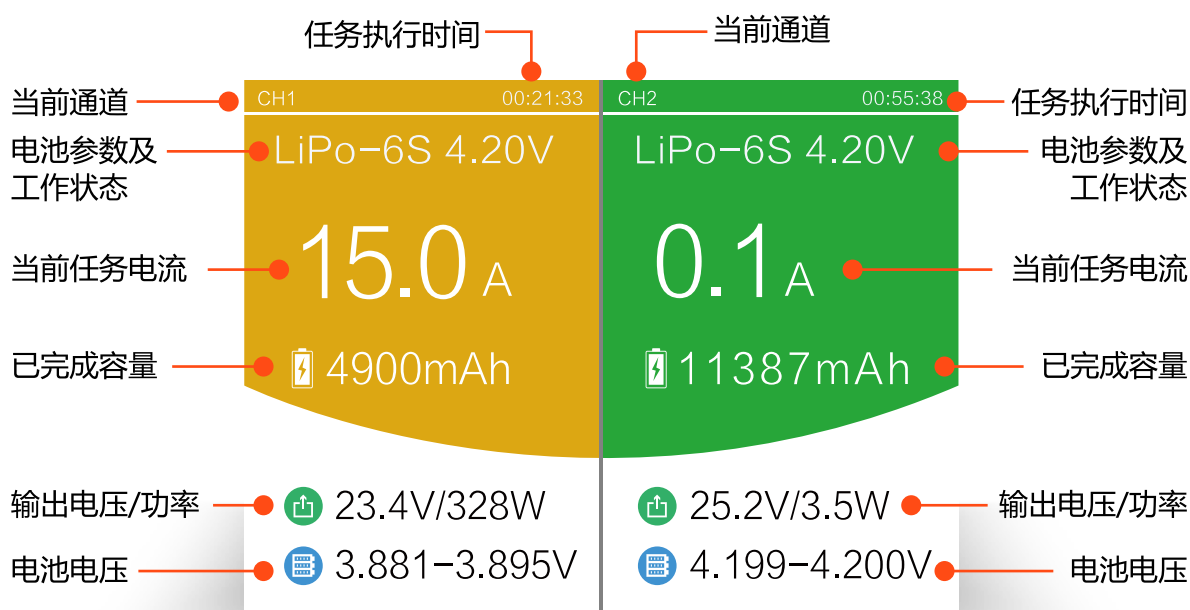 任务执行时间
当前通道
当前通道
CH1
00:21:33
CH2
00:55:38
任务执行时间
电池参数及
工作状态
LiPo-6S 4.20V
LiPo-6S 4.20V
电池参数及
工作状态
当前任务电流
15.0 A
0.1 A
当前任务电流
已完成容量
4900mAh
11387mAh
已完成容量
输出电压/功率
23.4V/328W
25.2V/3.5W
输出电压/功率
电池电压
3.881-3.895V
4.199-4.200V
电池电压